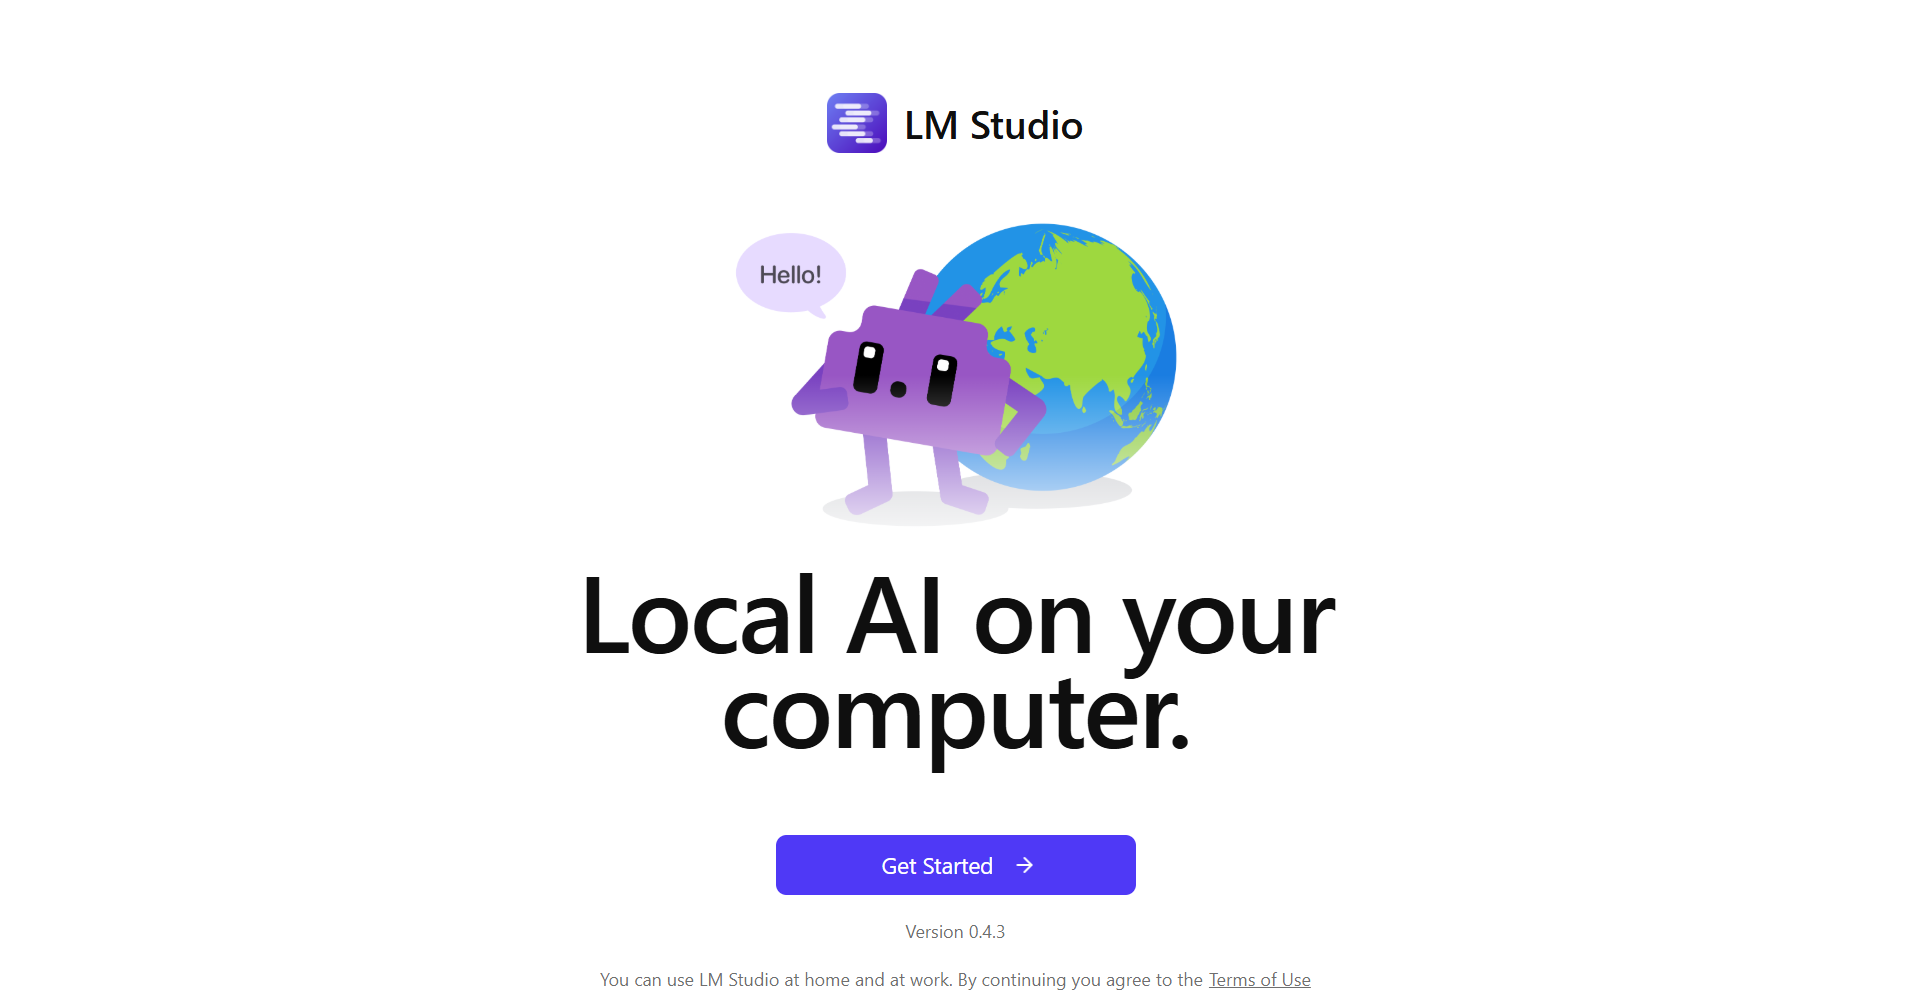 LM Studio
Hello!
Local AI on your
computer.
Get Started
Version 0.4.3
You can use LM Studio at home and at work. By continuing you agree to the Terms of Use